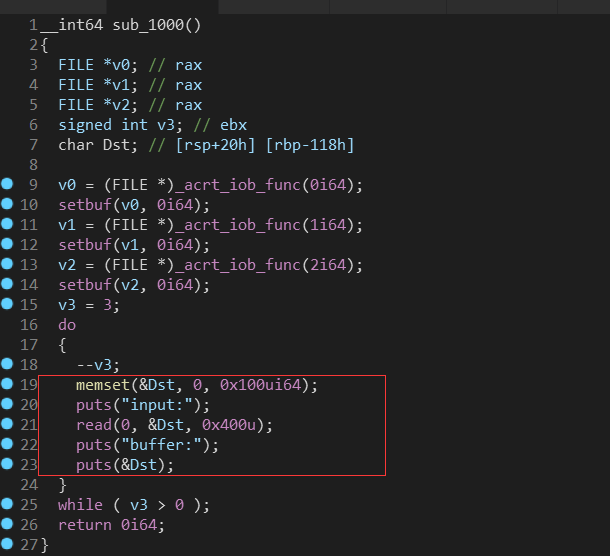 1 __int64 sub_1000()
2 {
3 FILE *v0; // rax
4 FILE *v1; // rax
5 FILE *v2; // rax
6 signed int v3; // ebx
7 char Dst; // [rsp+20h] [rbp-118h]
8
9 v0 = (FILE *)_acrt_iob_func(0i64);
10 setbuf(v0, 0i64);
11 v1 = (FILE *)_acrt_iob_func(1i64);
12 setbuf(v1, 0i64);
13 v2 = (FILE *)_acrt_iob_func(2i64);
14 setbuf(v2, 0i64);
15 v3 = 3;
16 do
17 {
18 --v3;
19 memset(&Dst, 0, 0x100ui64);
20 puts("input:");
21 read(0, &Dst, 0x400u);
22 puts("buffer:");
23 puts(&Dst);
24 }
25 while ( v3 > 0 );
26 return 0i64;
27 }